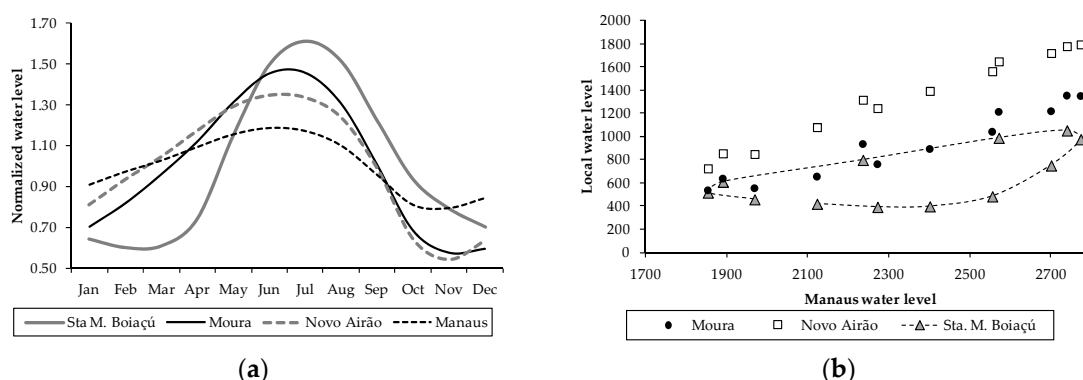 1.70
1.50
1.30
1.10
0.90
0.70
0.50
Normalized water level
Jan Feb Mar Apr May Jun Jul Aug Sep Oct Nov Dec
Sta M. Boiaçú Moura Novo Airão Manaus
(a)
2000
1800
1600
1400
1200
1000
800
600
400
200
0
Local water level
1700 1900 2100 2300 2500 2700
Manaus water level
Moura Novo Airão Sta. M. Boiaçú
(b)